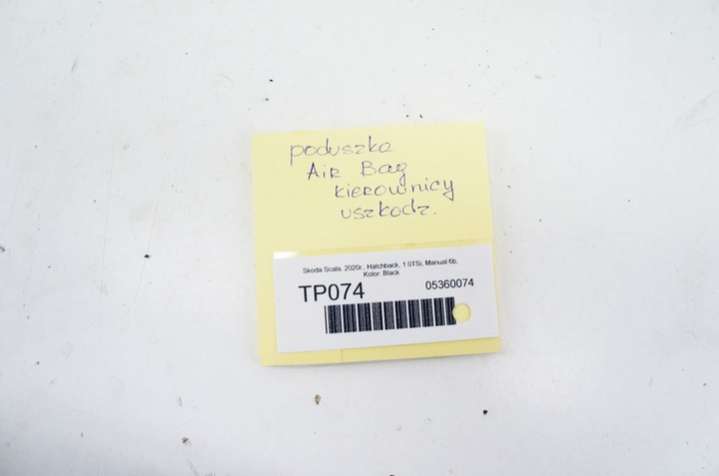 poduszka
Air Bag
kierownicy
uszkodz.
Skoda Scala, 2020r., Hatchback, 1.0TSi, Manual 6b,
Kolor: Black
TP074 05360074